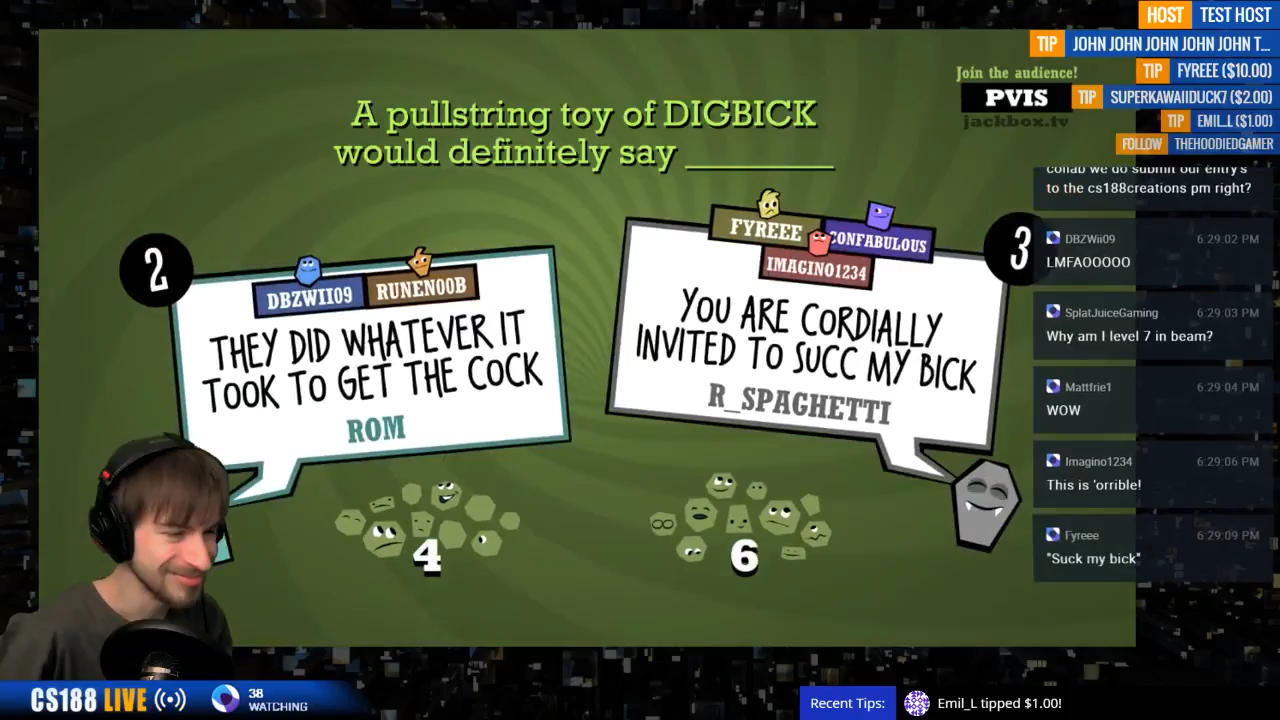 HOST TEST HOST
TIP JOHN JOHN JOHN JOHN JOHN T...
Join the audience!
TIP FYREEE ($10.00)
PVIS
TIP SUPERKAWAIIDUCK7 ($2.00)
jackbox.tv
TIP EMIL_L ($1.00)
FOLLOW THEHOODIEDGAMER
A pullstring toy of DIGBICK
would definitely say ________
collab we do submit our entry's
to the cs188creations pm right?
2
DBZWII09
RUNEN00B
THEY DID WHATEVER IT
TOOK TO GET THE COCK
ROM
4
FYREEE
CONFABULOUS
IMAGINO1234
3
YOU ARE CORDIALLY
INVITED TO SUCC MY BICK
R_SPAGHETTI
6
DBZWii09 6:29:02 PM
LMFAOOOOO
SplatJuiceGaming 6:29:03 PM
Why am I level 7 in beam?
Mattfrie1 6:29:04 PM
WOW
Imagino1234 6:29:06 PM
This is 'orrible!
Fyreee 6:29:09 PM
"Suck my bick"
CS188 LIVE
38
WATCHING
Recent Tips: Emil_L tipped $1.00!